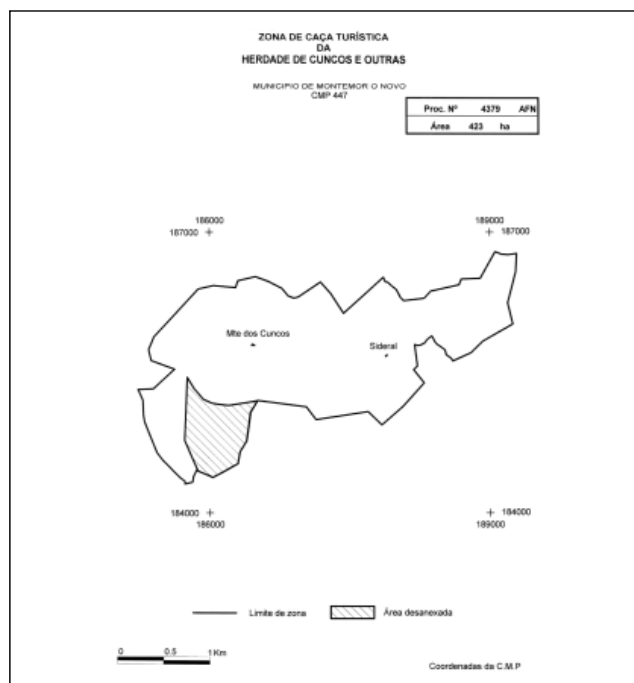 ZONA DE CAÇA TURÍSTICA
DA
HERDADE DE CUNCOS E OUTRAS
MUNICIPIO DE MONTEMOR O NOVO
CMP 447
Proc. Nº 4379 AFN
Área 423 ha
186000
187000
189000
187000
Mte dos Cuncos
Sideral
184000
186000
184000
189000
Limite de zona
Área desanexada
0 0.5 1 Km
Coordenadas da C.M.P